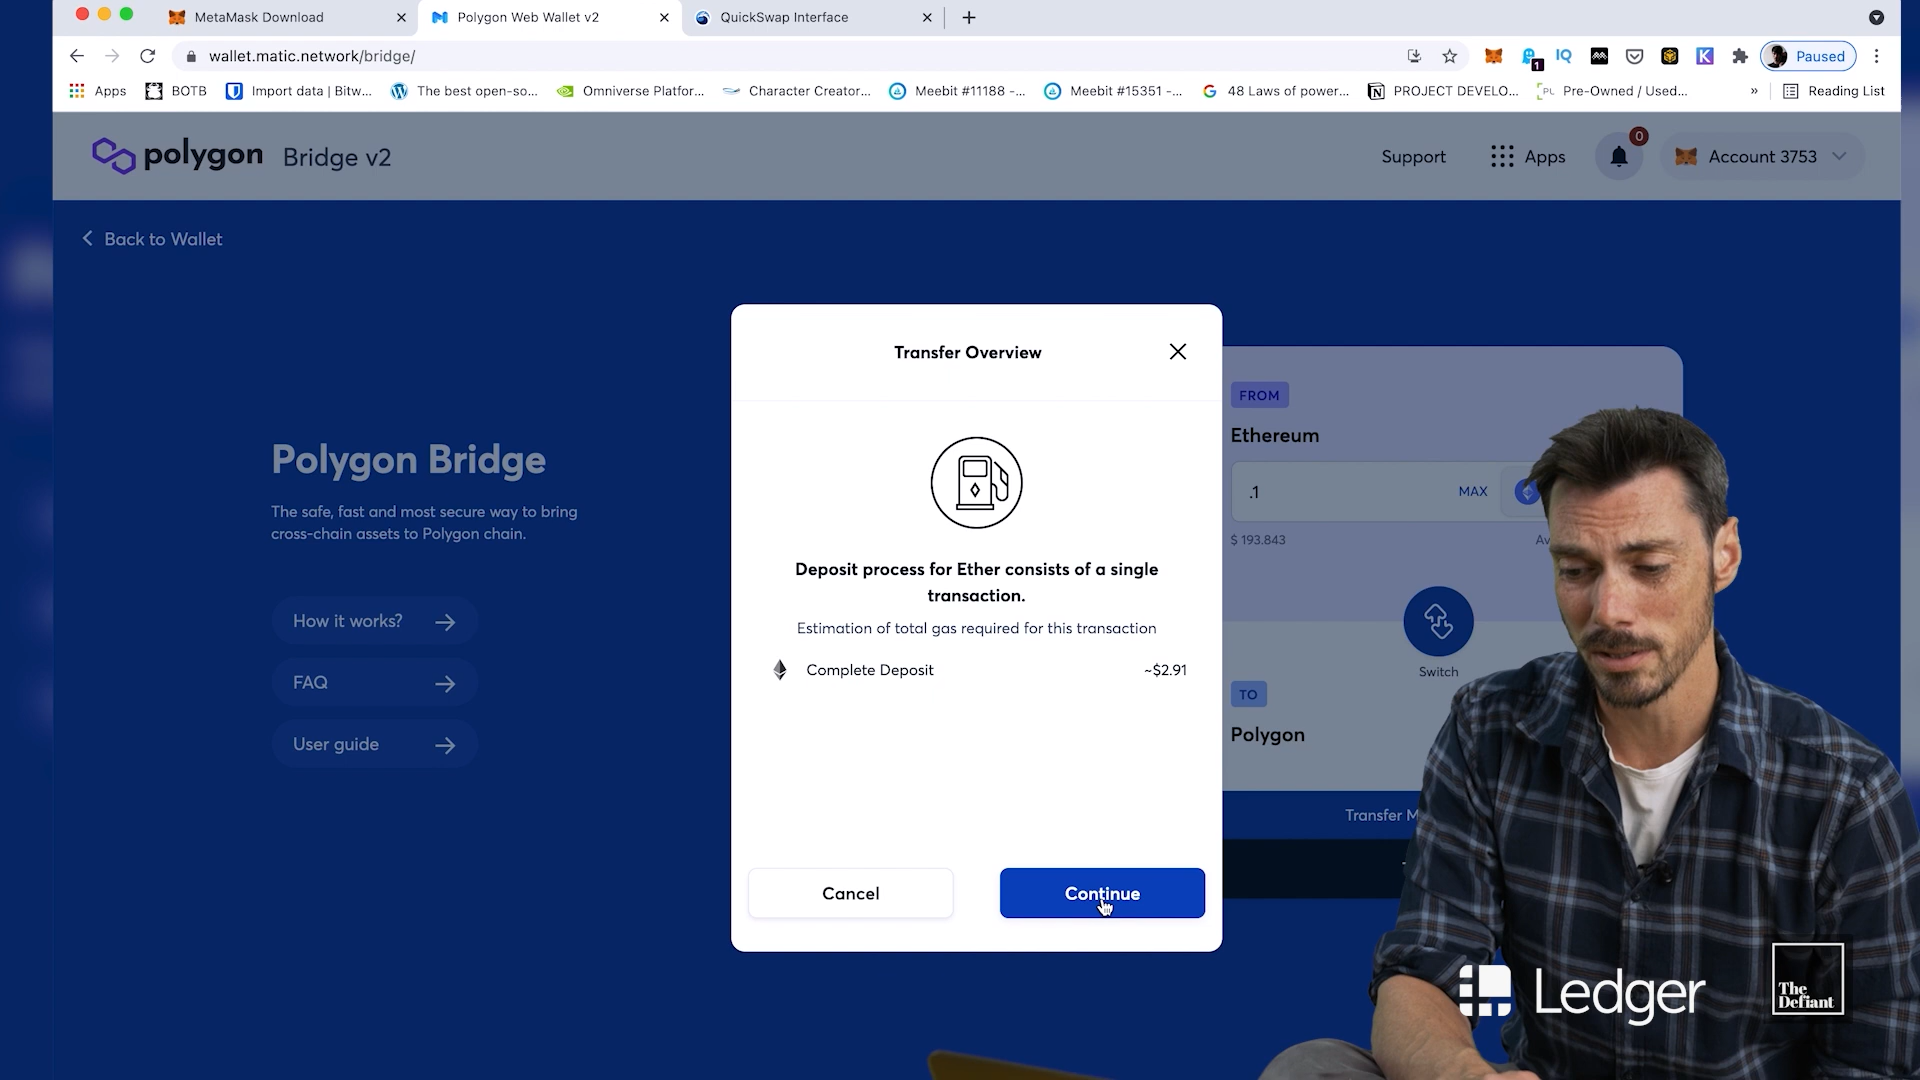 MetaMask Download
Polygon Web Wallet v2
QuickSwap Interface
wallet.matic.network/bridge/
1
IQ
K
Paused
Apps
BOTB
Import data | Bitw...
The best open-so...
Omniverse Platfor...
Character Creator...
Meebit #11188 -...
Meebit #15351 -...
48 Laws of power...
PROJECT DEVELO...
Pre-Owned / Used...
»
Reading List
polygon Bridge v2
Support
Apps
0
Account 3753
Back to Wallet
Polygon Bridge
The safe, fast and most secure way to bring
cross-chain assets to Polygon chain.
How it works?
FAQ
User guide
Transfer Overview
Deposit process for Ether consists of a single
transaction.
Estimation of total gas required for this transaction
Complete Deposit ~$2.91
Cancel
Continue
FROM
Ethereum
.1 MAX
$ 193.843 Av
Switch
TO
Polygon
Transfer M
Ledger
The
Defiant